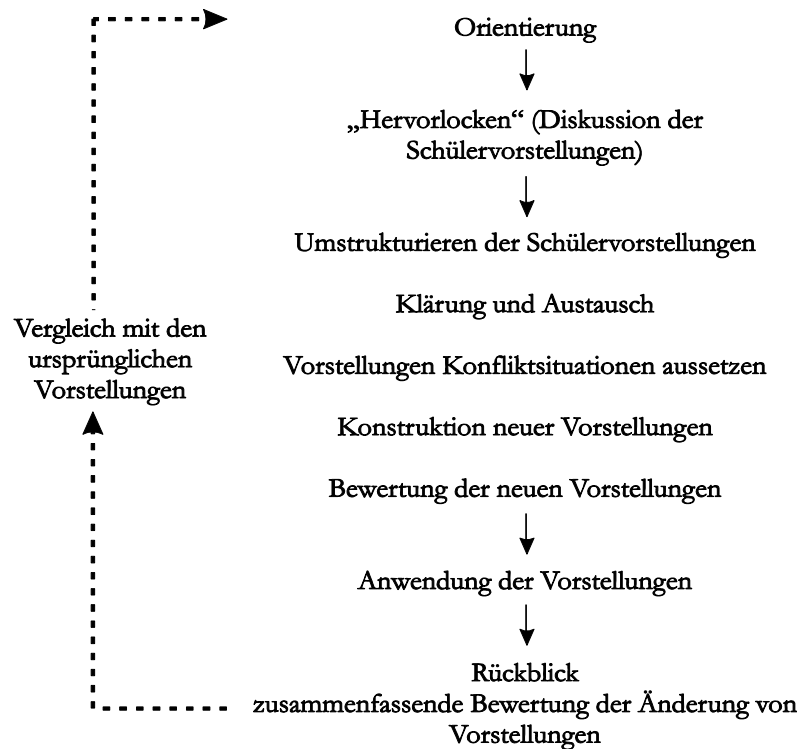 Orientierung
„Hervorlocken“ (Diskussion der
Schülervorstellungen)
Umstrukturieren der Schülervorstellungen
Klärung und Austausch
Vorstellungen Konfliktsituationen aussetzen
Konstruktion neuer Vorstellungen
Bewertung der neuen Vorstellungen
Anwendung der Vorstellungen
Rückblick
zusammenfassende Bewertung der Änderung von
Vorstellungen
Vergleich mit den
ursprünglichen
Vorstellungen